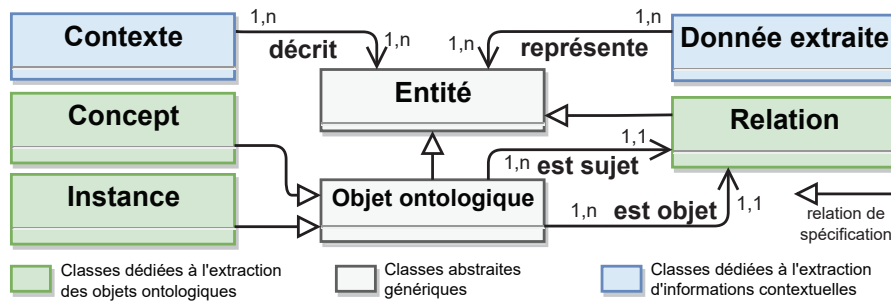 Contexte
1,n
décrit
1,n
1,n
représente
1,n
Donnée extraite
Entité
Concept
Relation
1,1
1,n
est sujet
Instance
Objet ontologique
1,n
est objet
1,1
relation de
spécification
Classes dédiées à l'extraction
des objets ontologiques
Classes abstraites
génériques
Classes dédiées à l'extraction
d'informations contextuelles